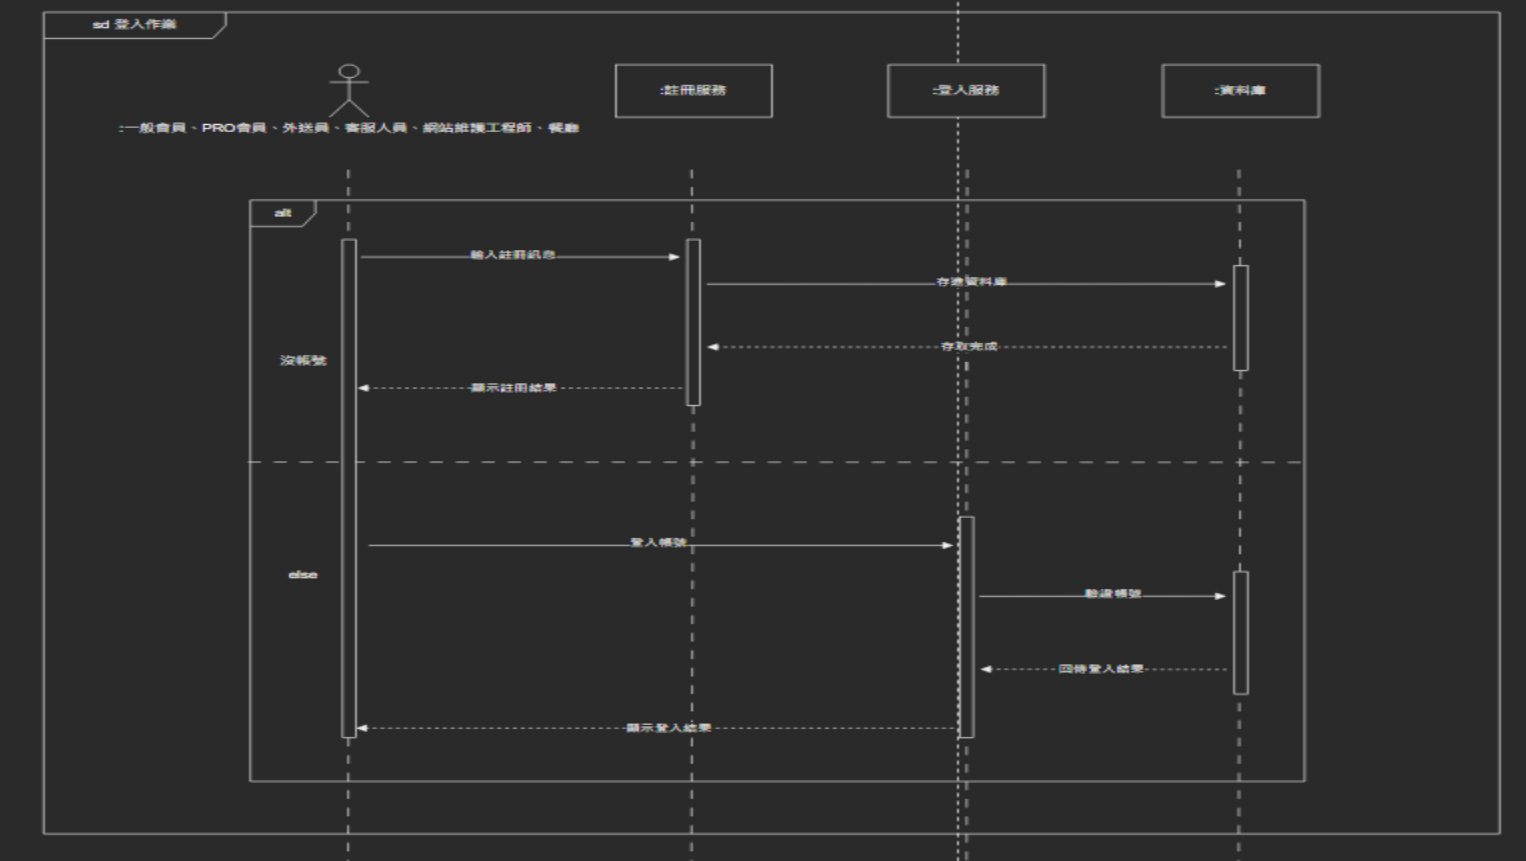 sd 登入作業
:註冊服務
:登入服務
:資料庫
:一般會員、PRO會員、外送員、客服人員、網站維護工程師、餐廳
alt
輸入註冊訊息
存進資料庫
存取完成
沒帳號
顯示註冊結果
登入帳號
else
驗證帳號
回傳登入結果
顯示登入結果